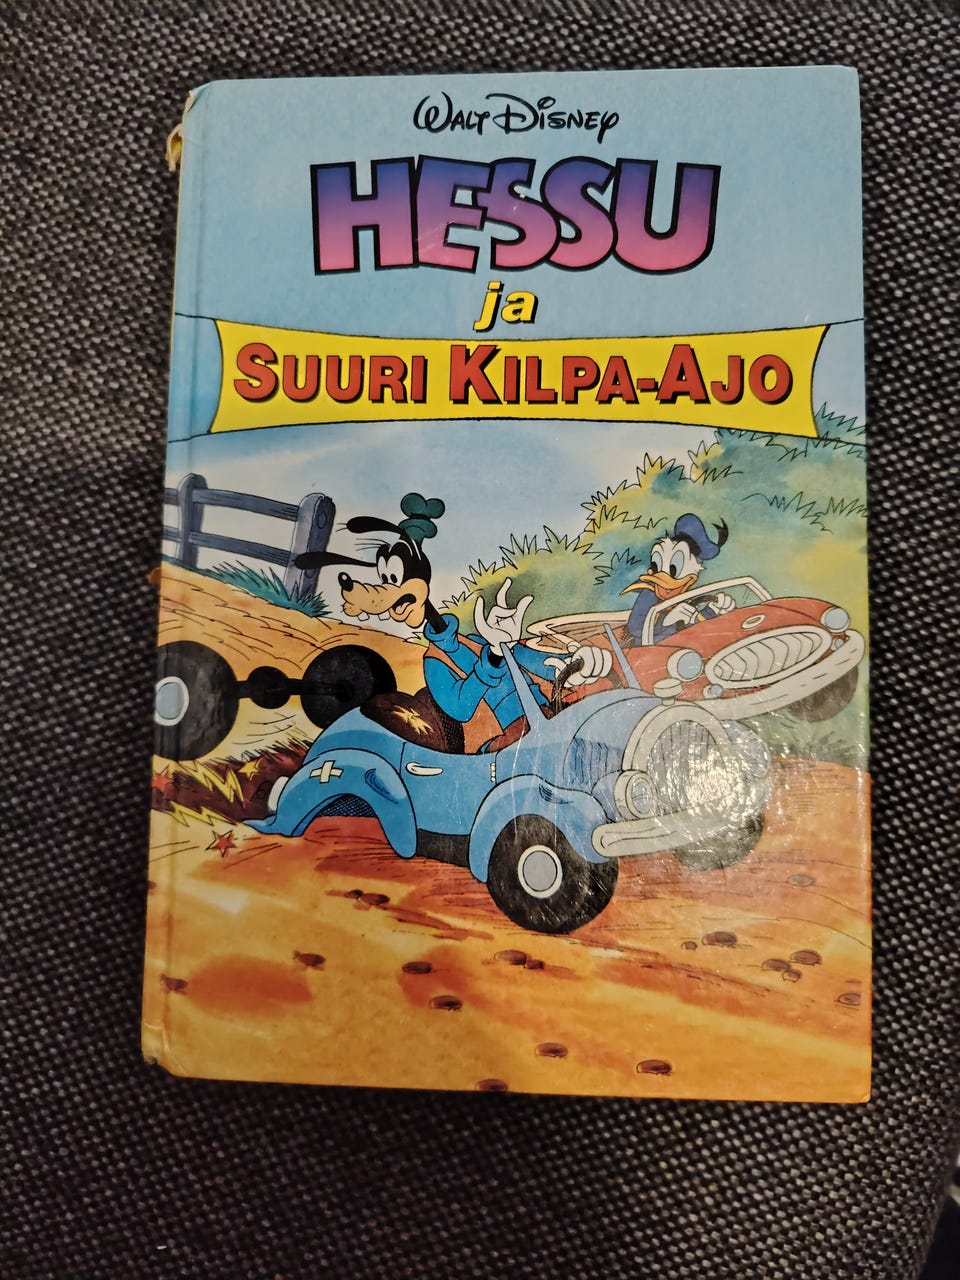 WALT DISNEY
HESSU
ja
SUURI KILPA-AJO